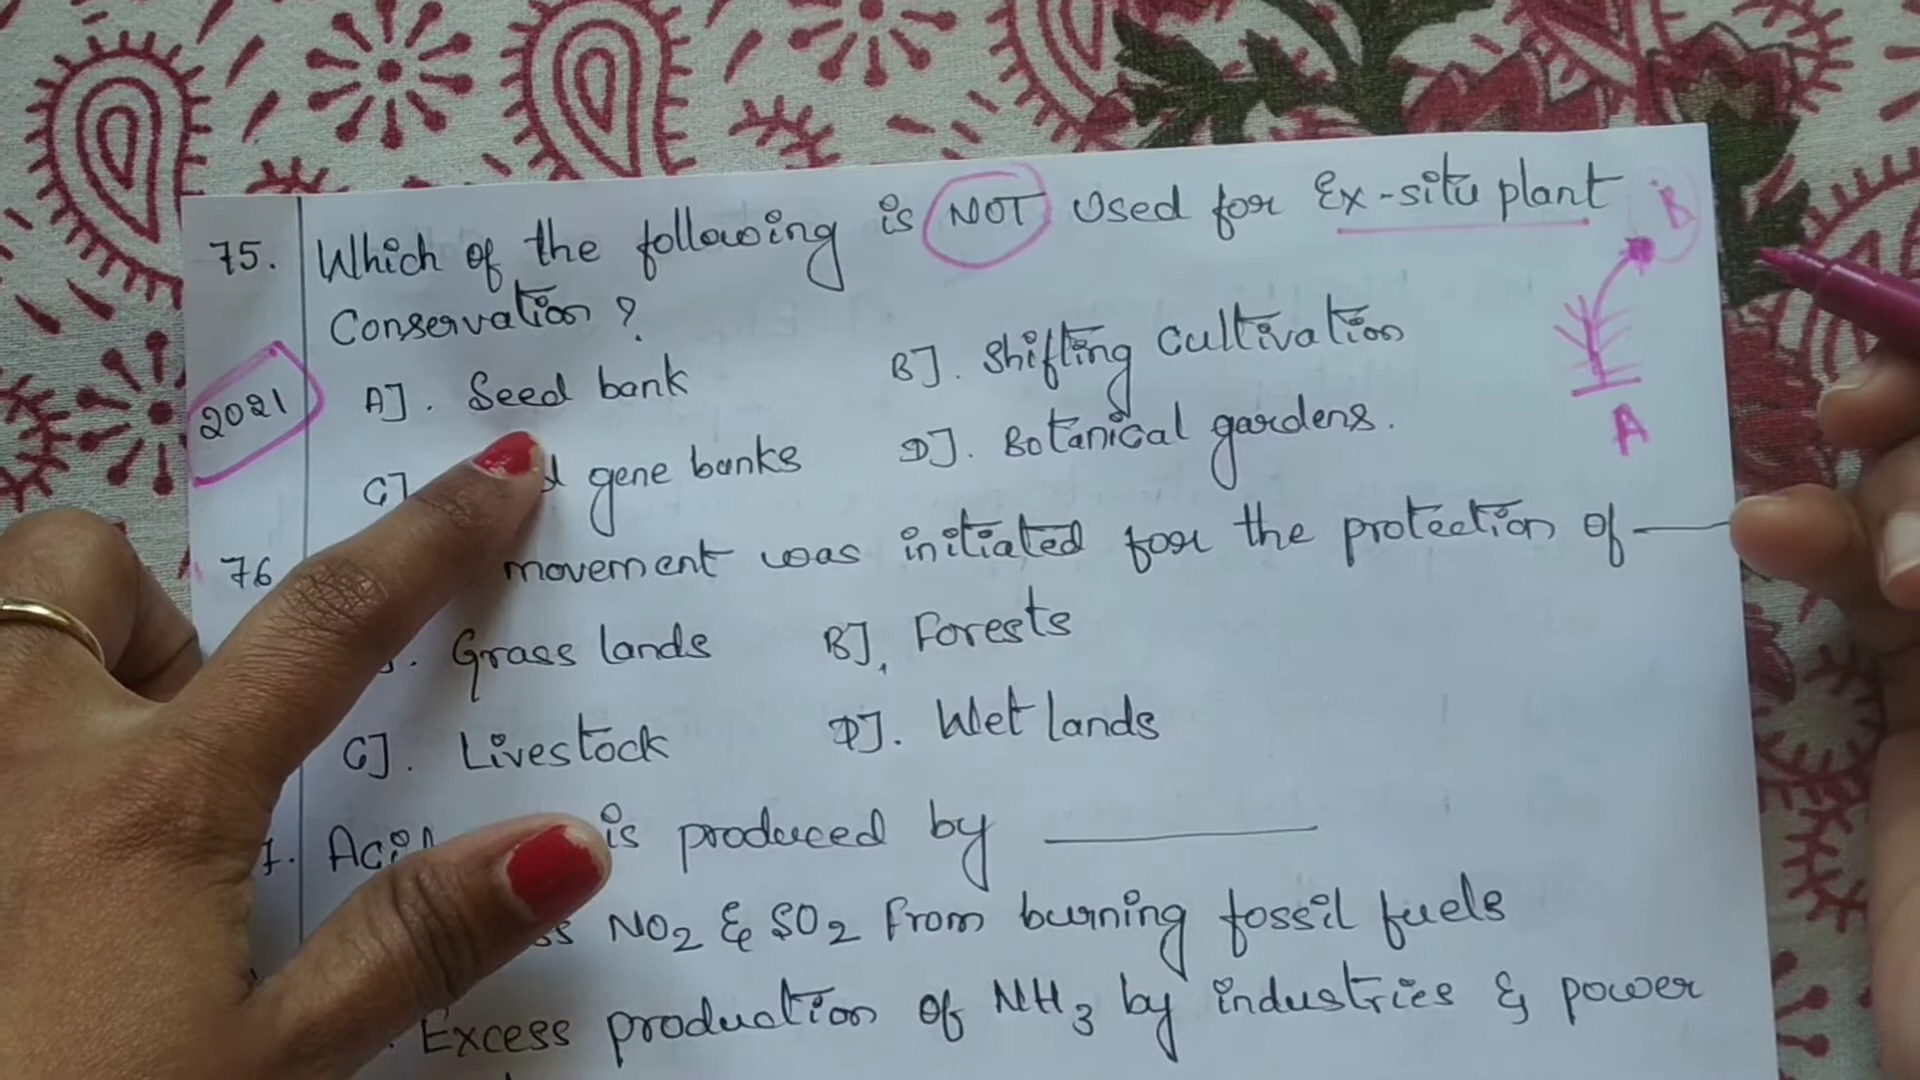 75. Which of the following is NOT used for Ex-situ plant B
Conservation ?
2021
A]. Seed bank B]. Shifting cultivation
C] gene banks D]. Botanical gardens.
A
76 movement was initiated for the protection of
Grass lands B]. Forests
C]. Livestock D]. Wet lands
is produced by
NO2 & SO2 from burning fossil fuels
Excess production of NH3 by industries & power